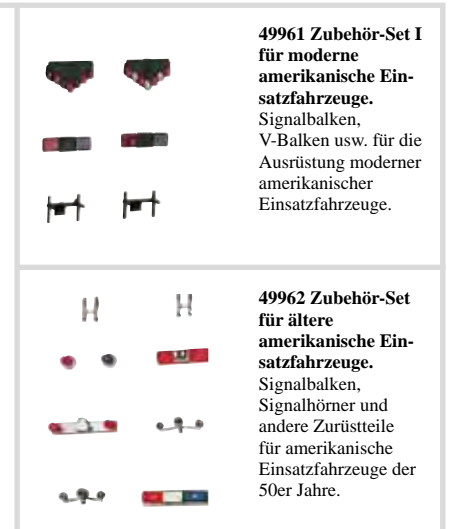 49961 Zubehör-Set I
für moderne
amerikanische Ein-
satzfahrzeuge.
Signalbalken,
V-Balken usw. für die
Ausrüstung moderner
amerikanischer
Einsatzfahrzeuge.
49962 Zubehör-Set
für ältere
amerikanische Ein-
satzfahrzeuge.
Signalbalken,
Signalhörner und
andere Zurüstteile
für amerikanische
Einsatzfahrzeuge der
50er Jahre.